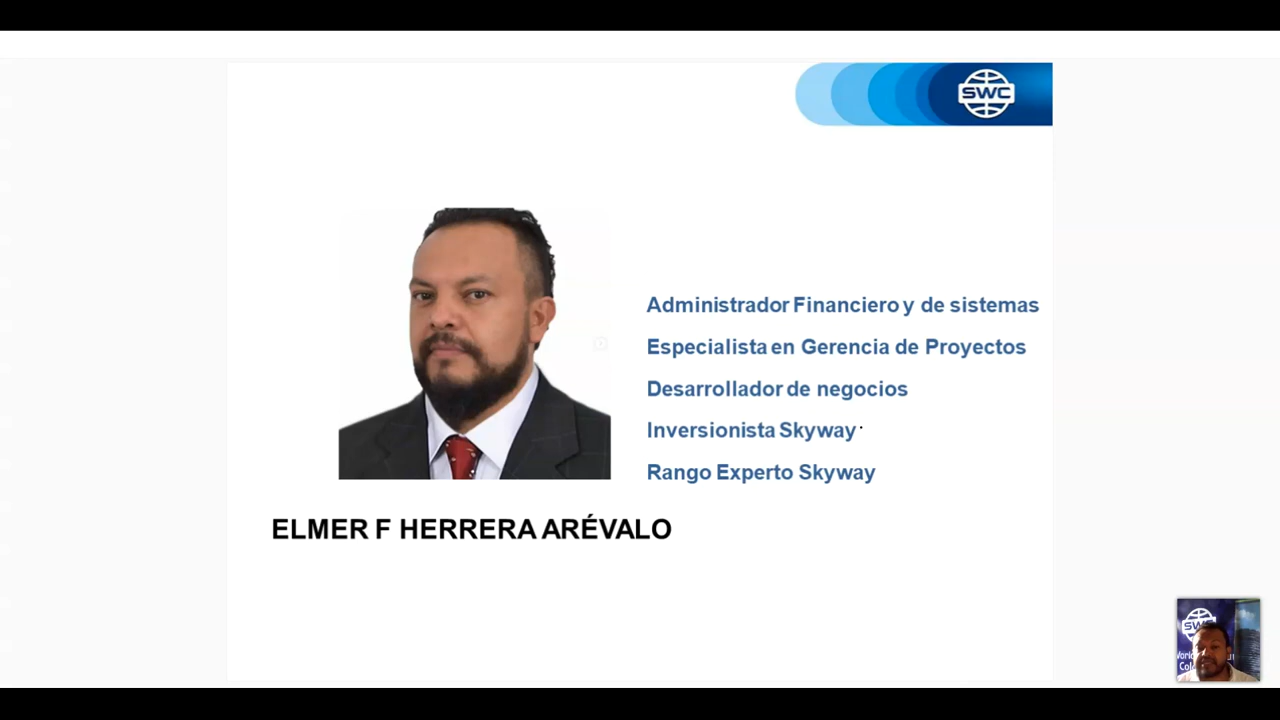 SWC
Administrador Financiero y de sistemas
Especialista en Gerencia de Proyectos
Desarrollador de negocios
Inversionista Skyway
Rango Experto Skyway
ELMER F HERRERA ARÉVALO
SWC